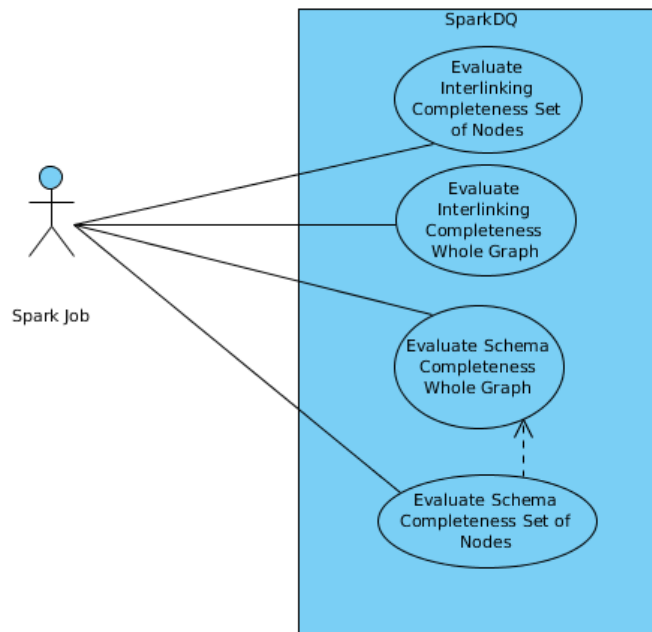 SparkDQ
Evaluate
Interlinking
Completeness Set
of Nodes
Evaluate
Interlinking
Completeness
Whole Graph
Spark Job
Evaluate Schema
Completeness
Whole Graph
Evaluate Schema
Completeness Set of
Nodes